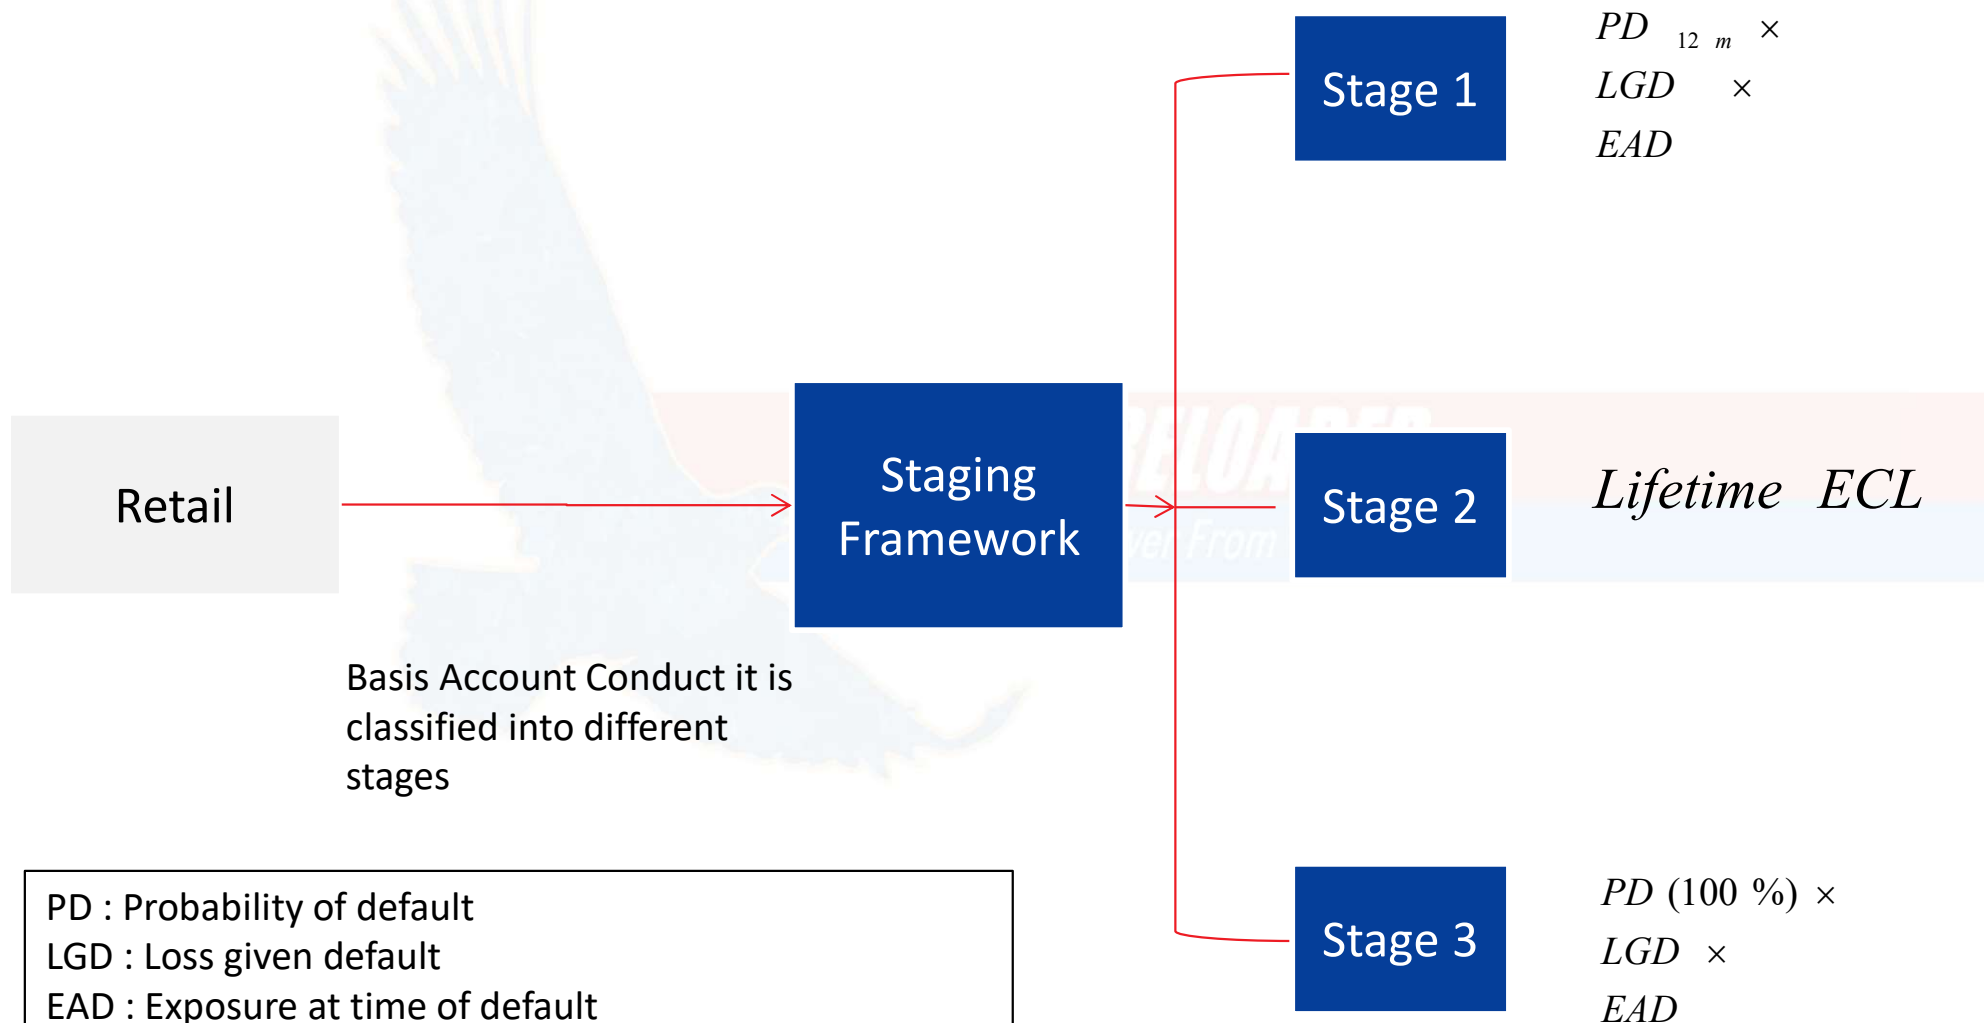 PD 12 m ×
LGD ×
EAD
Stage 1
Retail
Staging
Framework
Stage 2
Lifetime ECL
Basis Account Conduct it is
classified into different
stages
Stage 3
PD (100 %) ×
LGD ×
EAD
PD : Probability of default
LGD : Loss given default
EAD : Exposure at time of default